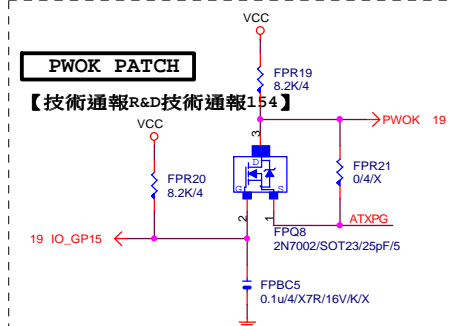 VCC
PWOK PATCH
FPR19
8.2K/4
【技術通報R&D技術通報154】
VCC
PWOK 19
3
FPR20
8.2K/4
D
G
S
FPR21
0/4/X
2
1
ATXPG
FPQ8
2N7002/SOT23/25pF/5
19 IO_GP15
FPBC5
0.1u/4/X7R/16V/K/X